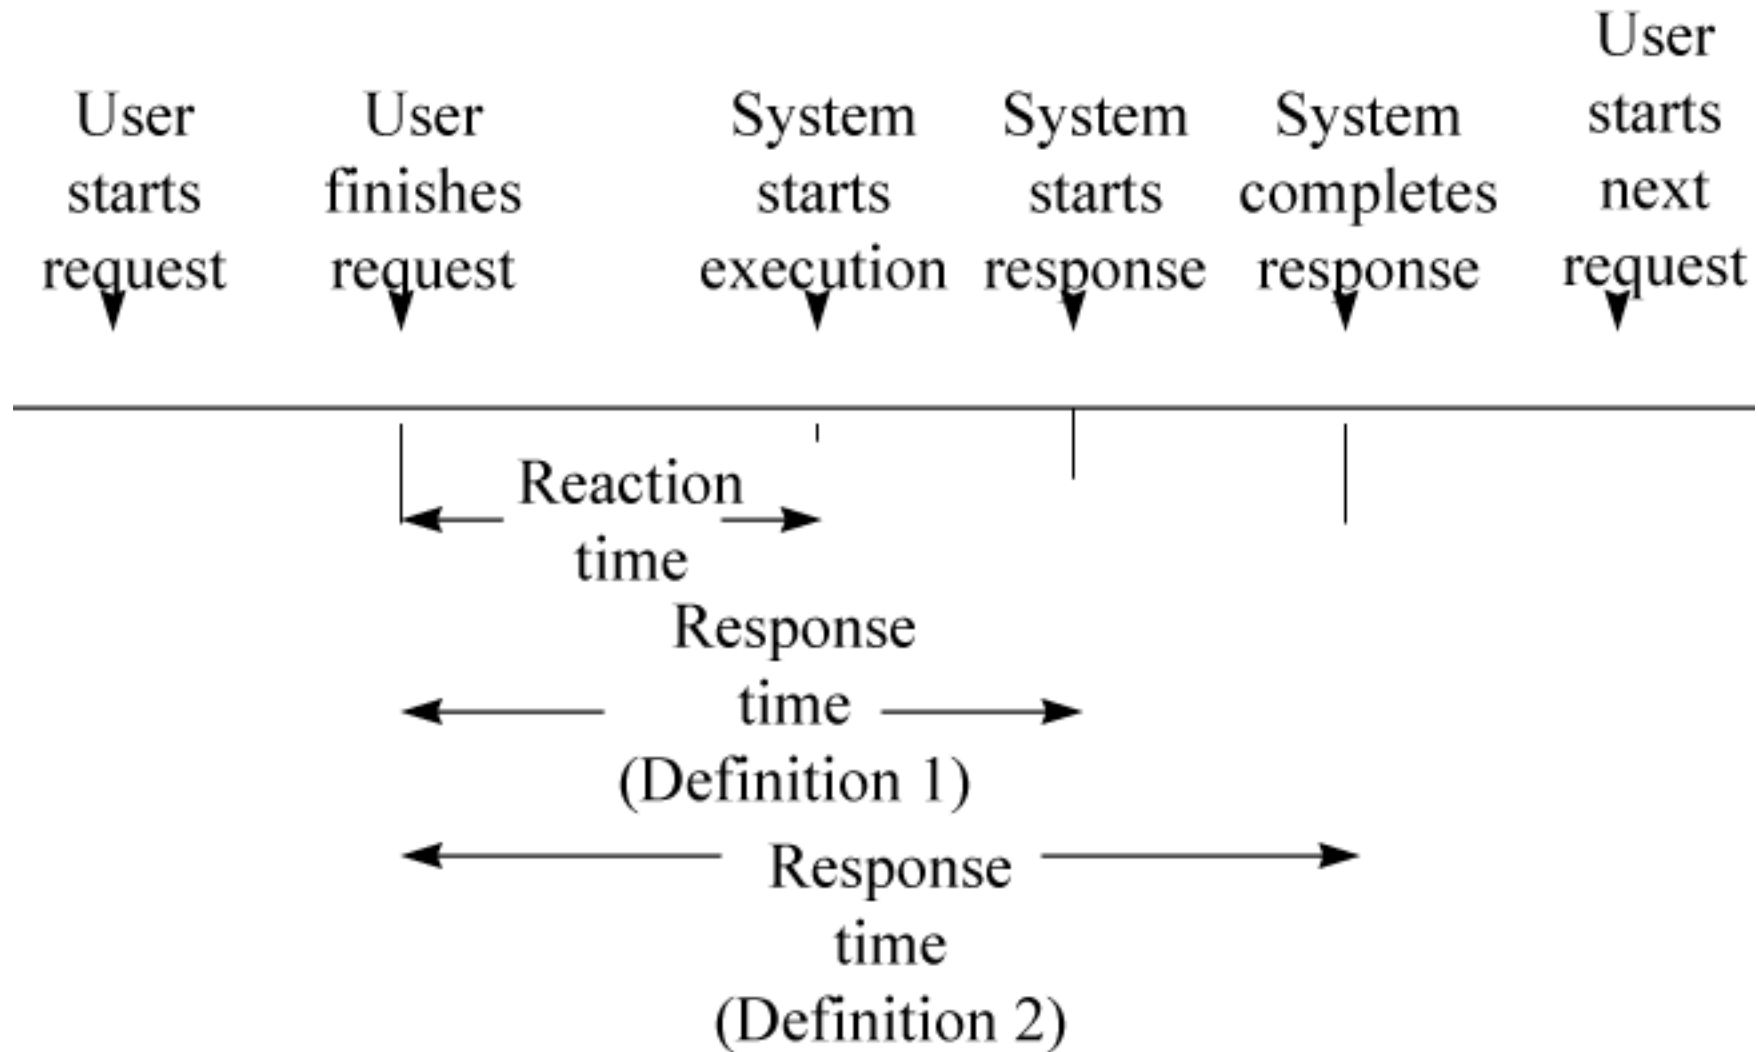 User
starts
request
User
finishes
request
System
starts
execution
System
starts
response
System
completes
response
User
starts
next
request
Reaction
time
Response
time
(Definition 1)
Response
time
(Definition 2)